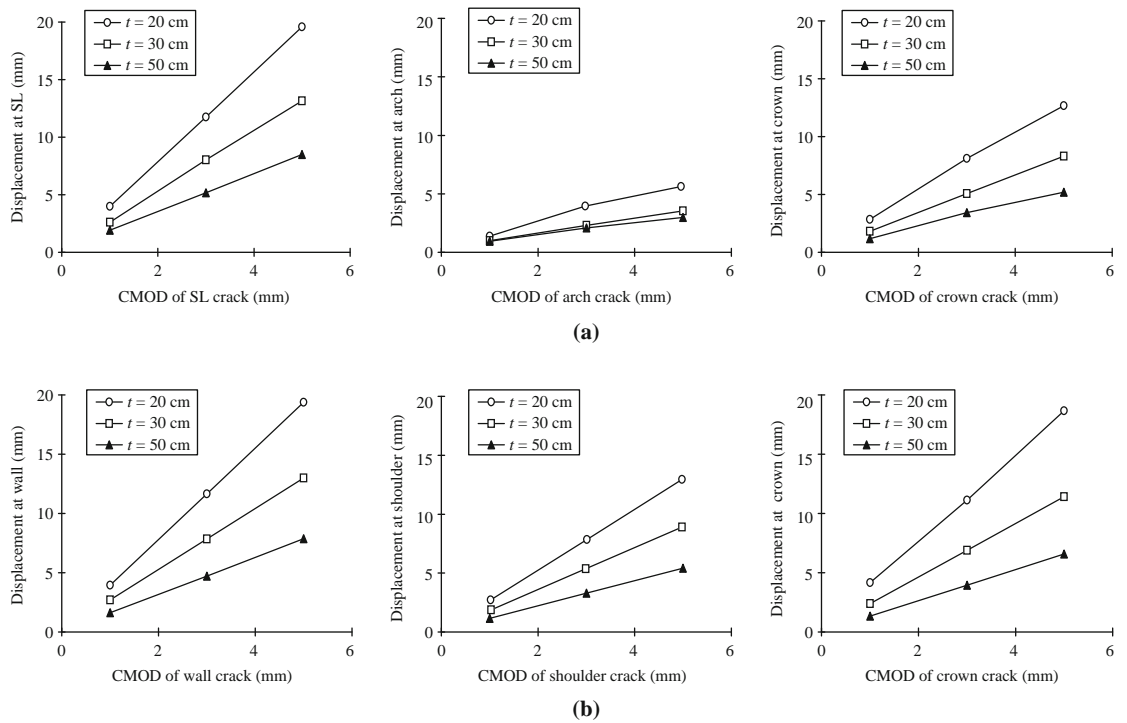 Displacement at SL (mm)
20
15
10
5
0
t = 20 cm
t = 30 cm
t = 50 cm
0 2 4 6
CMOD of SL crack (mm)
Displacement at arch (mm)
20
15
10
5
0
t = 20 cm
t = 30 cm
t = 50 cm
0 2 4 6
CMOD of arch crack (mm)
Displacement at crown (mm)
20
15
10
5
0
t = 20 cm
t = 30 cm
t = 50 cm
0 2 4 6
CMOD of crown crack (mm)
(a)
Displacement at wall (mm)
20
15
10
5
0
t = 20 cm
t = 30 cm
t = 50 cm
0 2 4 6
CMOD of wall crack (mm)
Displacement at shoulder (mm)
20
15
10
5
0
t = 20 cm
t = 30 cm
t = 50 cm
0 2 4 6
CMOD of shoulder crack (mm)
Displacement at crown (mm)
20
15
10
5
0
t = 20 cm
t = 30 cm
t = 50 cm
0 2 4 6
CMOD of crown crack (mm)
(b)